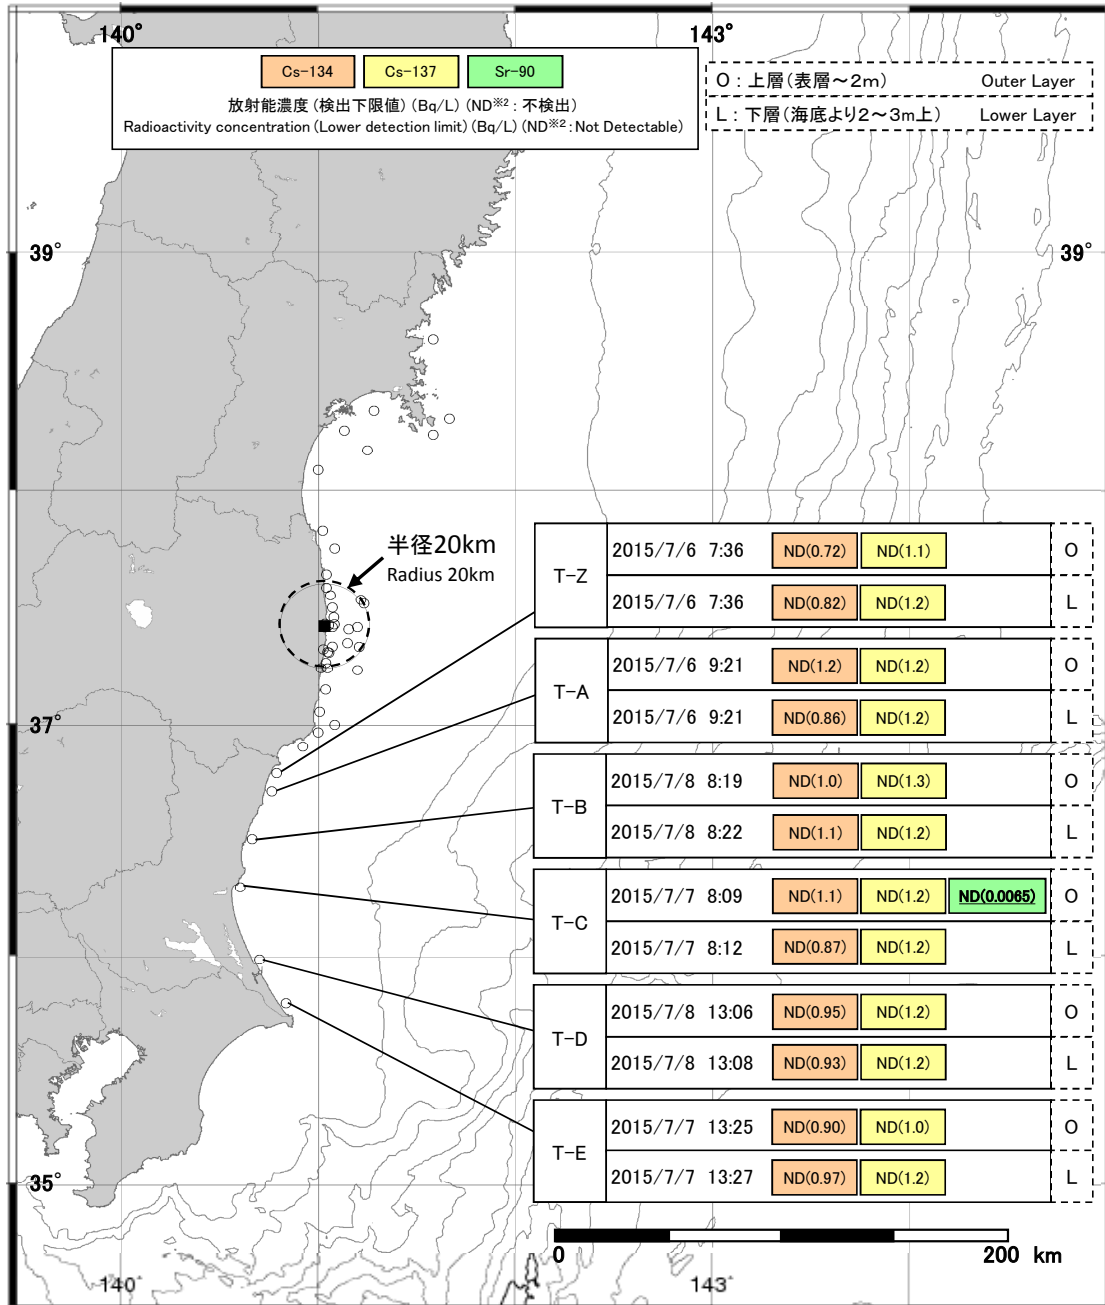 140°
143°
Cs-134
Cs-137
Sr-90
放射能濃度 (検出下限値) (Bq/L) (ND※2 : 不検出)
Radioactivity concentration (Lower detection limit) (Bq/L) (ND※2 : Not Detectable)
O : 上層(表層～2m) Outer Layer
L : 下層(海底より2～3m上) Lower Layer
39°
39°
半径20km
Radius 20km
T-Z
2015/7/6 7:36 ND(0.72) ND(1.1) O
2015/7/6 7:36 ND(0.82) ND(1.2) L
T-A
2015/7/6 9:21 ND(1.2) ND(1.2) O
2015/7/6 9:21 ND(0.86) ND(1.2) L
37°
T-B
2015/7/8 8:19 ND(1.0) ND(1.3) O
2015/7/8 8:22 ND(1.1) ND(1.2) L
T-C
2015/7/7 8:09 ND(1.1) ND(1.2) ND(0.0065) O
2015/7/7 8:12 ND(0.87) ND(1.2) L
T-D
2015/7/8 13:06 ND(0.95) ND(1.2) O
2015/7/8 13:08 ND(0.93) ND(1.2) L
T-E
2015/7/7 13:25 ND(0.90) ND(1.0) O
2015/7/7 13:27 ND(0.97) ND(1.2) L
35°
0 200 km
140°
143°